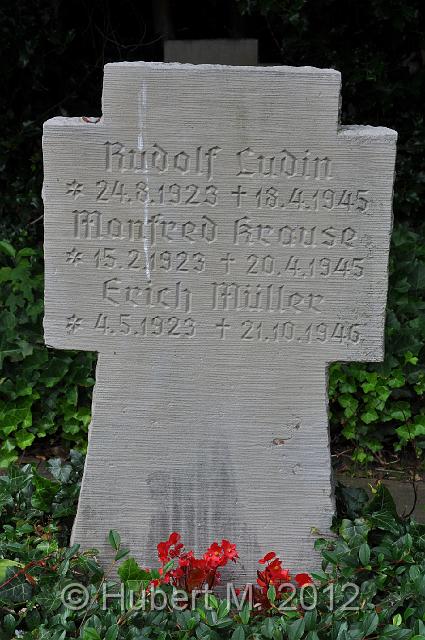 Rudolf Ludin
* 24.8.1923 † 18.4.1945
Manfred Krause
* 15.2.1923 † 20.4.1945
Erich Müller
* 4.5.1923 † 21.10.1946
© Hubert M. 2012